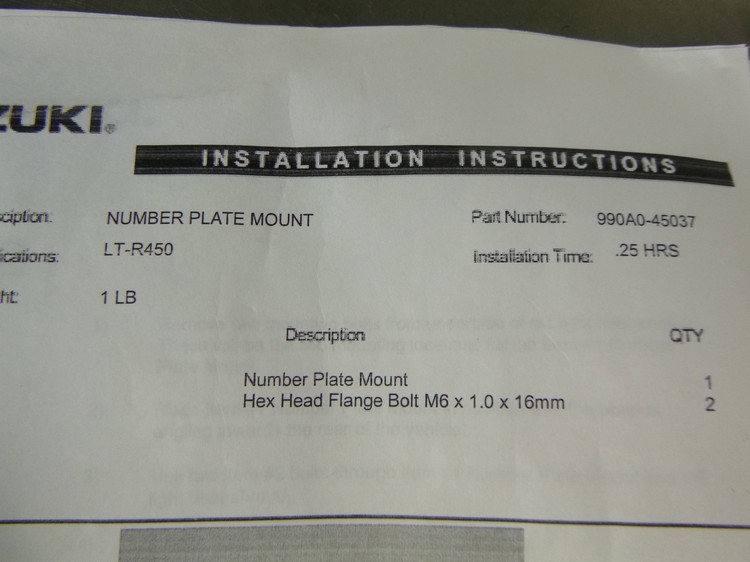 ZUKI®
INSTALLATION INSTRUCTIONS
ciption: NUMBER PLATE MOUNT Part Number: 990A0-45037
ications: LT-R450 Installation Time: .25 HRS
ht: 1 LB
Description QTY
Number Plate Mount 1
Hex Head Flange Bolt M6 x 1.0 x 16mm 2